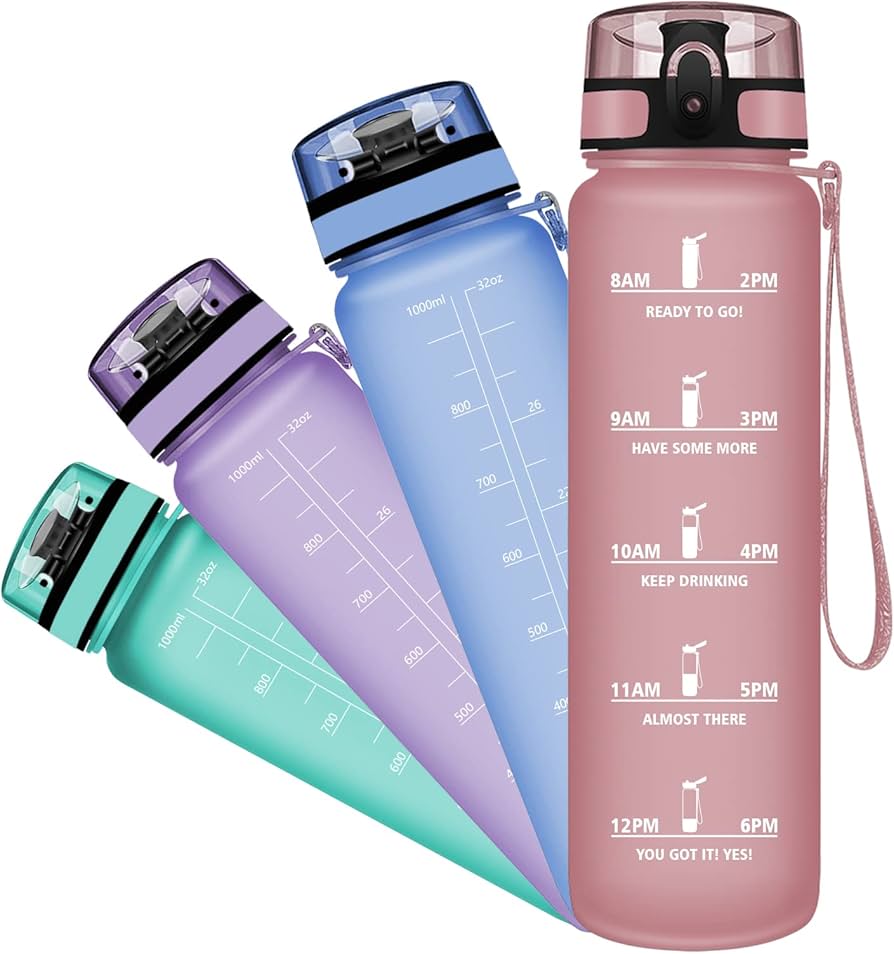 8AM 2PM
READY TO GO!
9AM 3PM
HAVE SOME MORE
10AM 4PM
KEEP DRINKING
11AM 5PM
ALMOST THERE
12PM 6PM
YOU GOT IT! YES!
1000ml 32oz
800 26
700
600
500
1000ml 32oz
800 26
700
600
500
1000ml 32oz
800
700
600